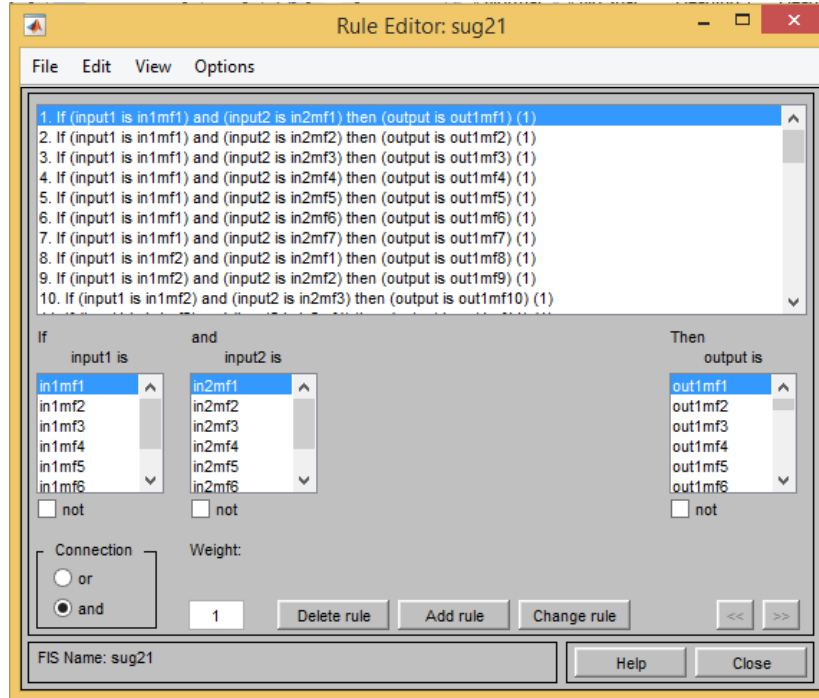 Rule Editor: sug21
File Edit View Options
1. If (input1 is in1mf1) and (input2 is in2mf1) then (output is out1mf1) (1)
2. If (input1 is in1mf1) and (input2 is in2mf2) then (output is out1mf2) (1)
3. If (input1 is in1mf1) and (input2 is in2mf3) then (output is out1mf3) (1)
4. If (input1 is in1mf1) and (input2 is in2mf4) then (output is out1mf4) (1)
5. If (input1 is in1mf1) and (input2 is in2mf5) then (output is out1mf5) (1)
6. If (input1 is in1mf1) and (input2 is in2mf6) then (output is out1mf6) (1)
7. If (input1 is in1mf1) and (input2 is in2mf7) then (output is out1mf7) (1)
8. If (input1 is in1mf2) and (input2 is in2mf1) then (output is out1mf8) (1)
9. If (input1 is in1mf2) and (input2 is in2mf2) then (output is out1mf9) (1)
10. If (input1 is in1mf2) and (input2 is in2mf3) then (output is out1mf10) (1)
If and Then
input1 is input2 is output is
in1mf1 in2mf1 out1mf1
in1mf2 in2mf2 out1mf2
in1mf3 in2mf3 out1mf3
in1mf4 in2mf4 out1mf4
in1mf5 in2mf5 out1mf5
in1mf6 in2mf6 out1mf6
not not not
Connection Weight:
or
and 1 Delete rule Add rule Change rule << >>
FIS Name: sug21 Help Close